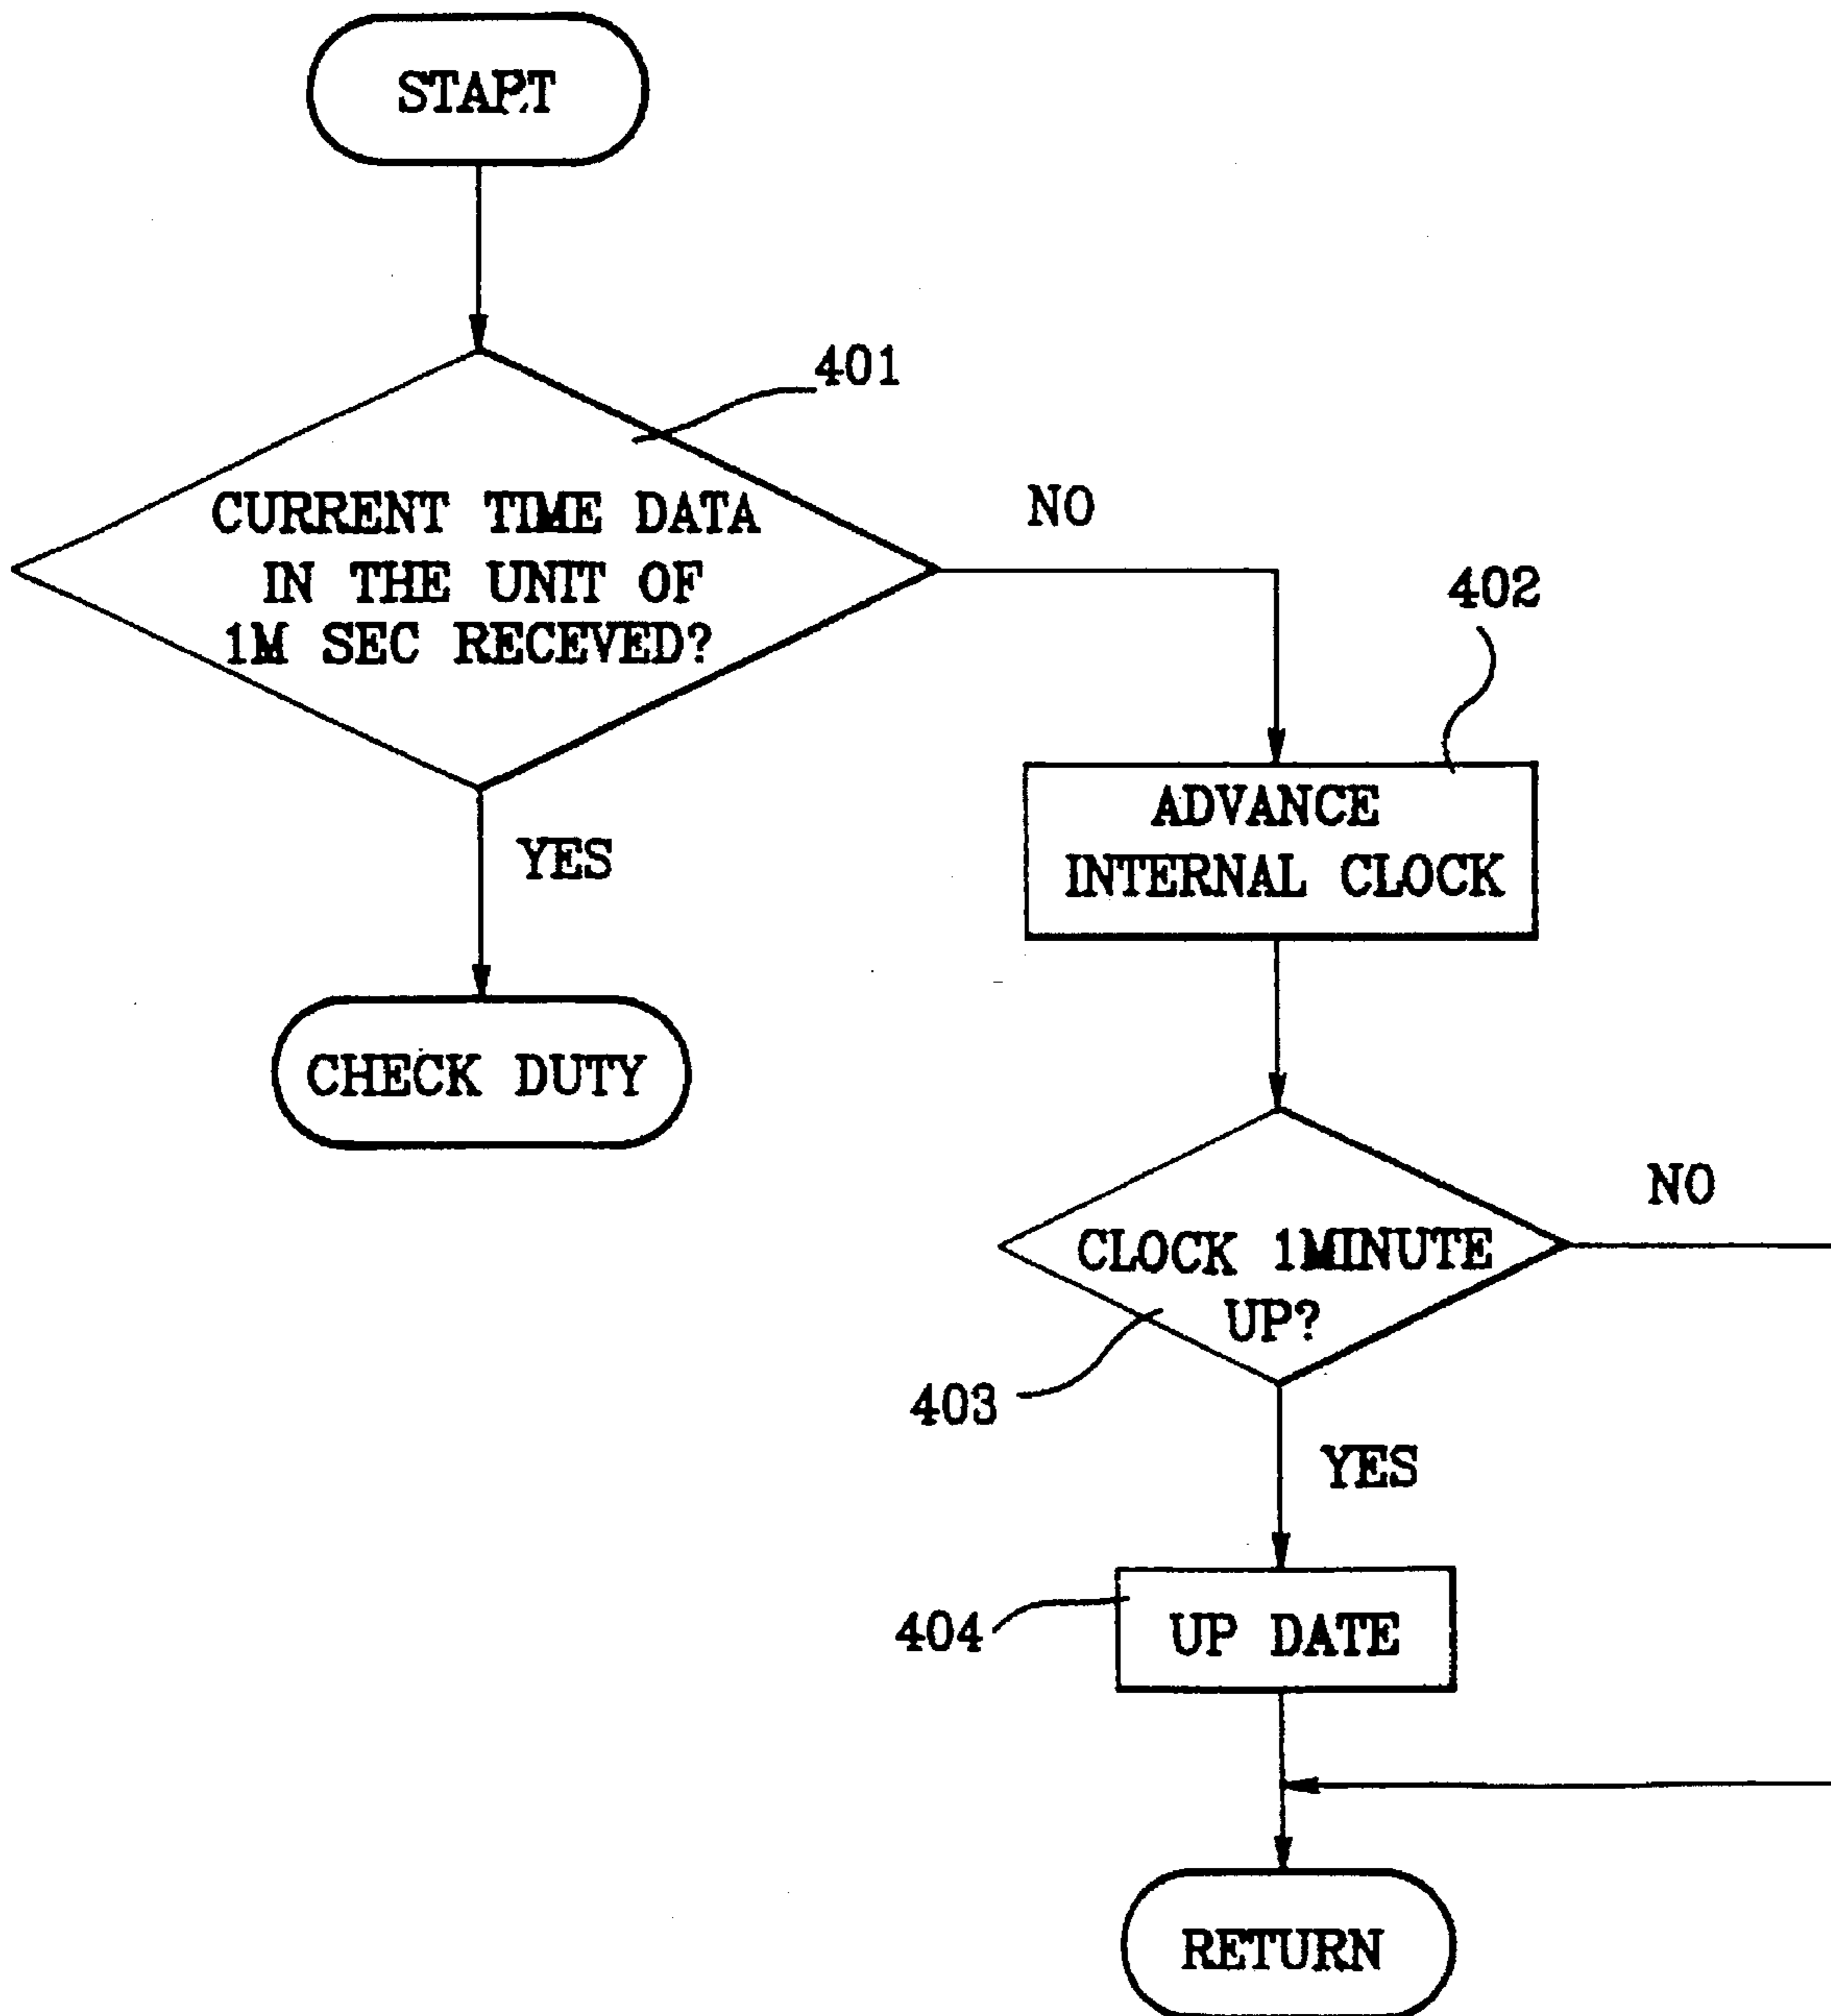 START
401
CURRENT TIME DATA
IN THE UNIT OF
1M SEC RECEVED?
NO
YES
CHECK DUTY
402
ADVANCE
INTERNAL CLOCK
CLOCK 1MINUTE
UP?
NO
403
YES
404
UP DATE
RETURN